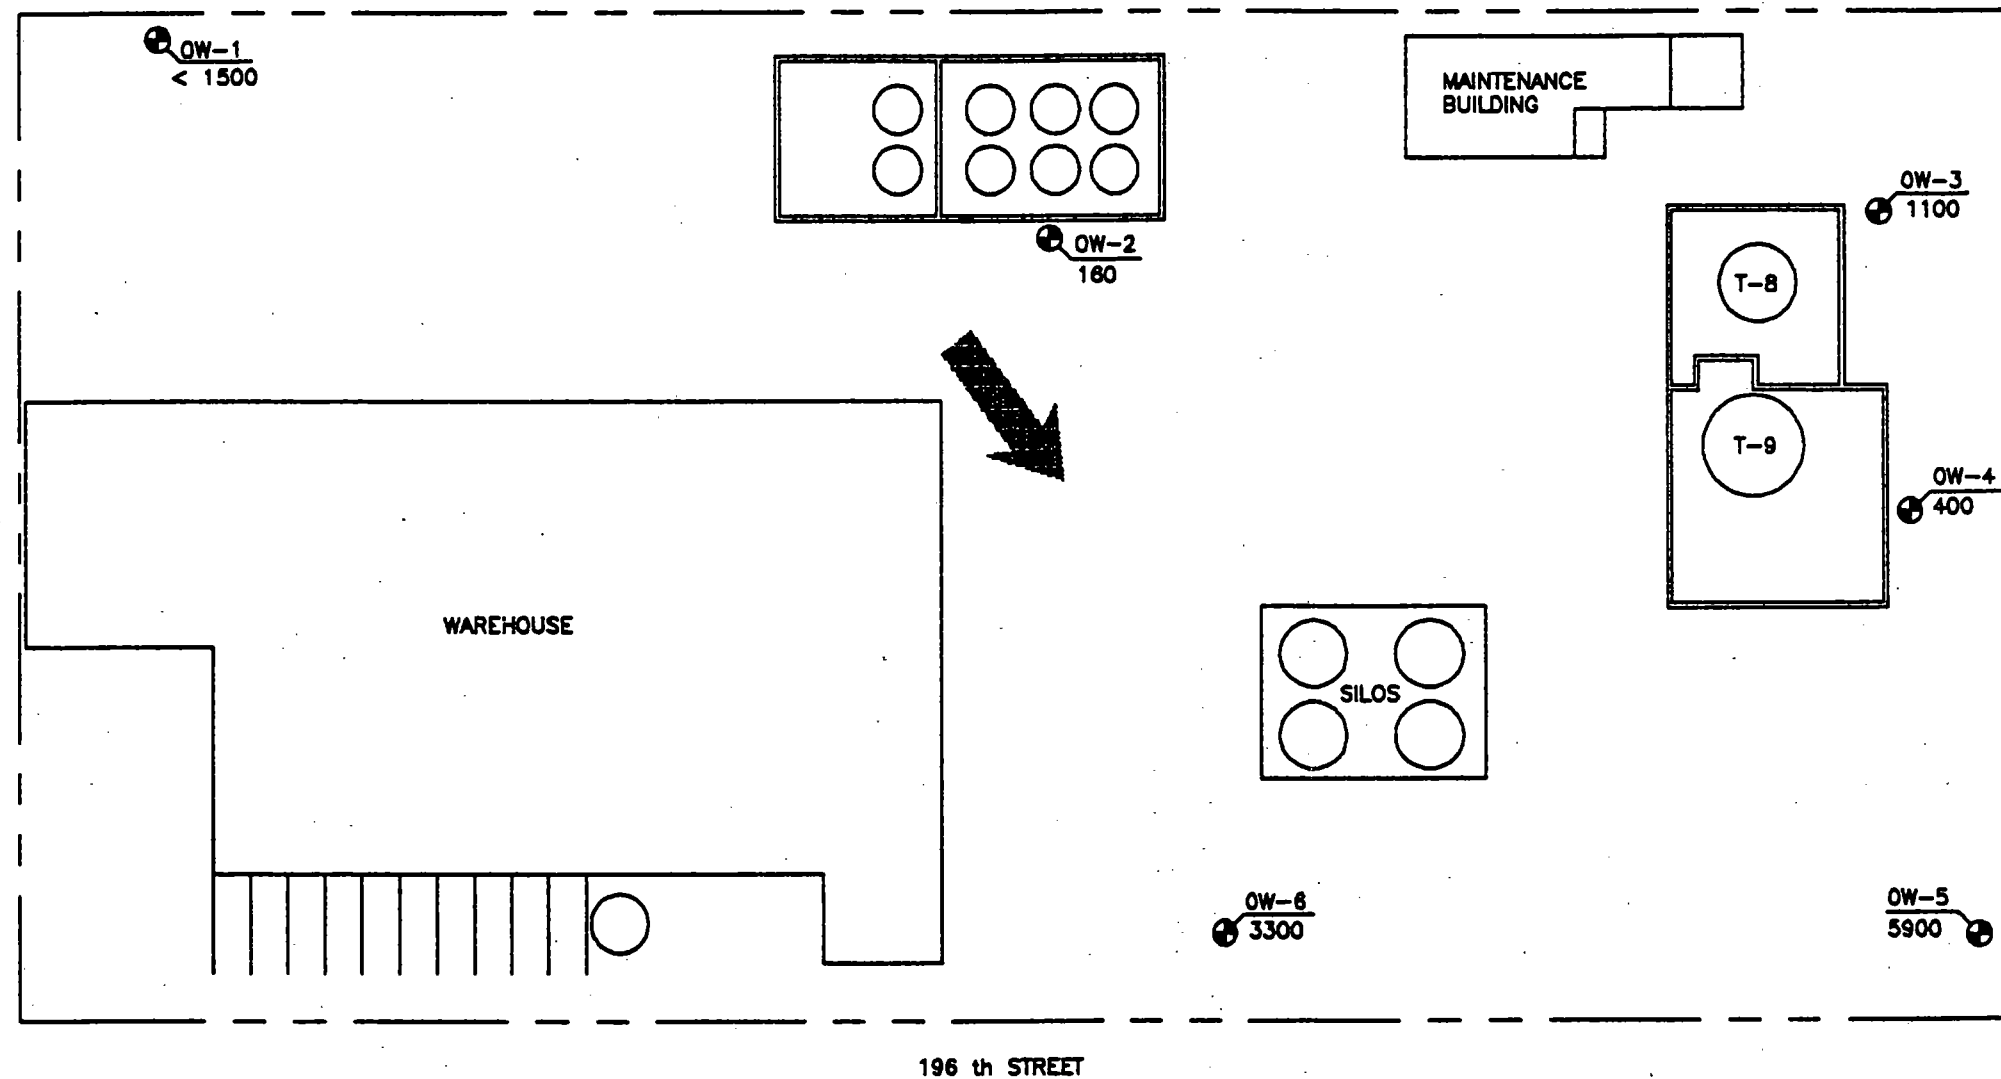 OW-1
< 1500
MAINTENANCE
BUILDING
OW-3
1100
OW-2
160
T-8
T-9
OW-4
400
WAREHOUSE
SILOS
OW-6
3300
OW-5
5900
196 th STREET